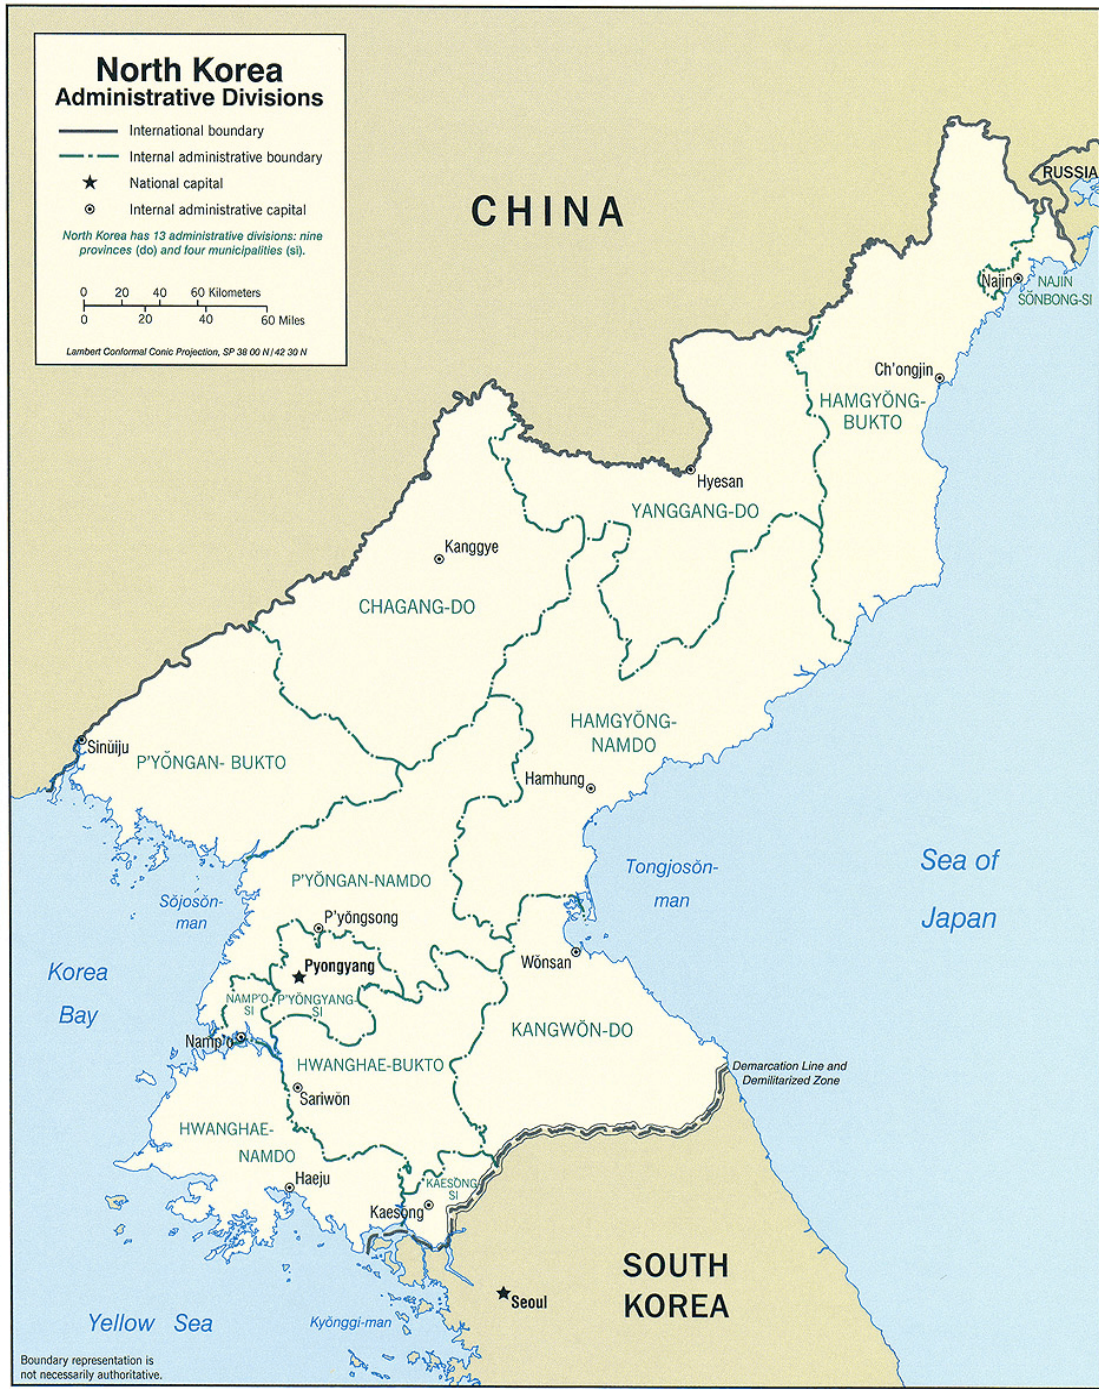 North Korea
Administrative Divisions
International boundary
Internal administrative boundary
National capital
Internal administrative capital
North Korea has 13 administrative divisions: nine
provinces (do) and four municipalities (si).
0 20 40 60 Kilometers
0 20 40 60 Miles
Lambert Conformal Conic Projection, SP 38 00 N / 42 30 N
CHINA
RUSSIA
Najin
NAJIN
SŎNBONG-SI
Ch'ongjin
HAMGYŎNG-
BUKTO
Hyesan
YANGGANG-DO
Kanggye
CHAGANG-DO
HAMGYŎNG-
NAMDO
Sinŭiju
P'YŎNGAN- BUKTO
Hamhung
Tongjosŏn-
man
Sea of
Japan
P'YŎNGAN-NAMDO
Sŏjosŏn-
man
P'yŏngsong
Wŏnsan
Pyongyang
Korea
Bay
NAMP'O-
SI
P'YŎNGYANG-
SI
Namp'o
KANGWŎN-DO
HWANGHAE-BUKTO
Sariwŏn
Demarcation Line and
Demilitarized Zone
HWANGHAE-
NAMDO
Haeju
KAESŎNG-
SI
Kaesŏng
SOUTH
KOREA
Seoul
Yellow Sea
Kyŏnggi-man
Boundary representation is
not necessarily authoritative.